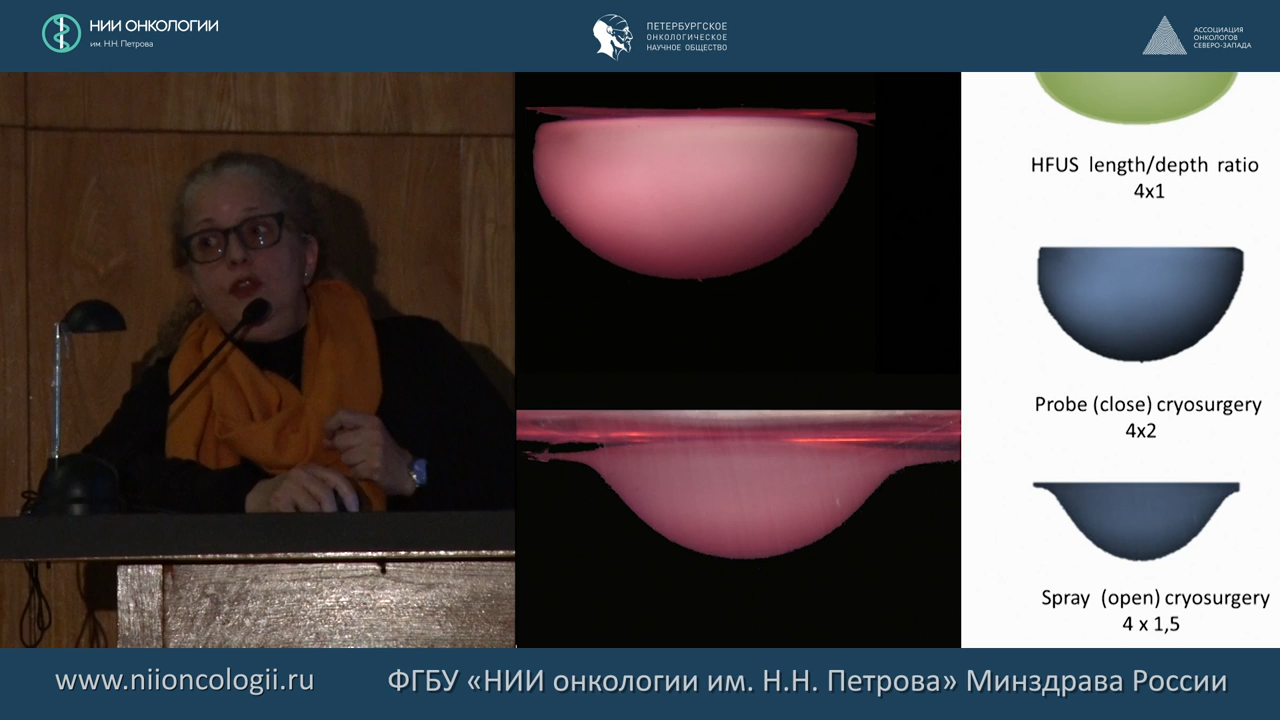 НИИ ОНКОЛОГИИ
им. Н.Н. Петрова
ПЕТЕРБУРГСКОЕ
ОНКОЛОГИЧЕСКОЕ
НАУЧНОЕ ОБЩЕСТВО
АССОЦИАЦИЯ
ОНКОЛОГОВ
СЕВЕРО-ЗАПАДА
HFUS length/depth ratio
4x1
Probe (close) cryosurgery
4x2
Spray (open) cryosurgery
4 x 1,5
www.niioncologii.ru
ФГБУ «НИИ онкологии им. Н.Н. Петрова» Минздрава России